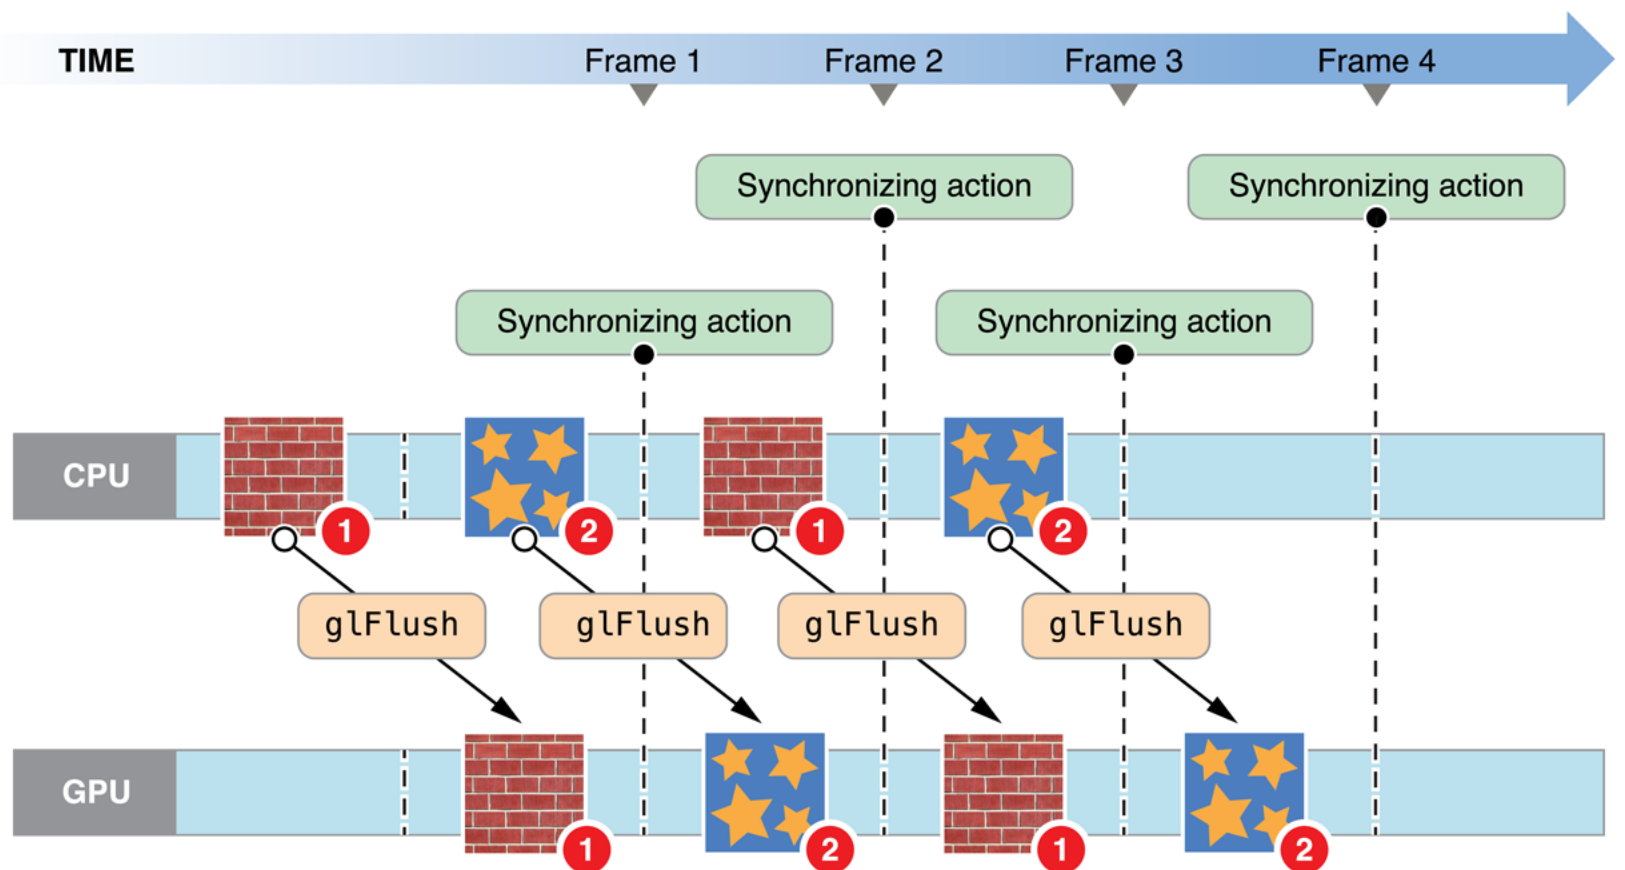 TIME
Frame 1
Frame 2
Frame 3
Frame 4
Synchronizing action
Synchronizing action
Synchronizing action
Synchronizing action
CPU
1
2
1
2
glFlush
glFlush
glFlush
glFlush
GPU
1
2
1
2